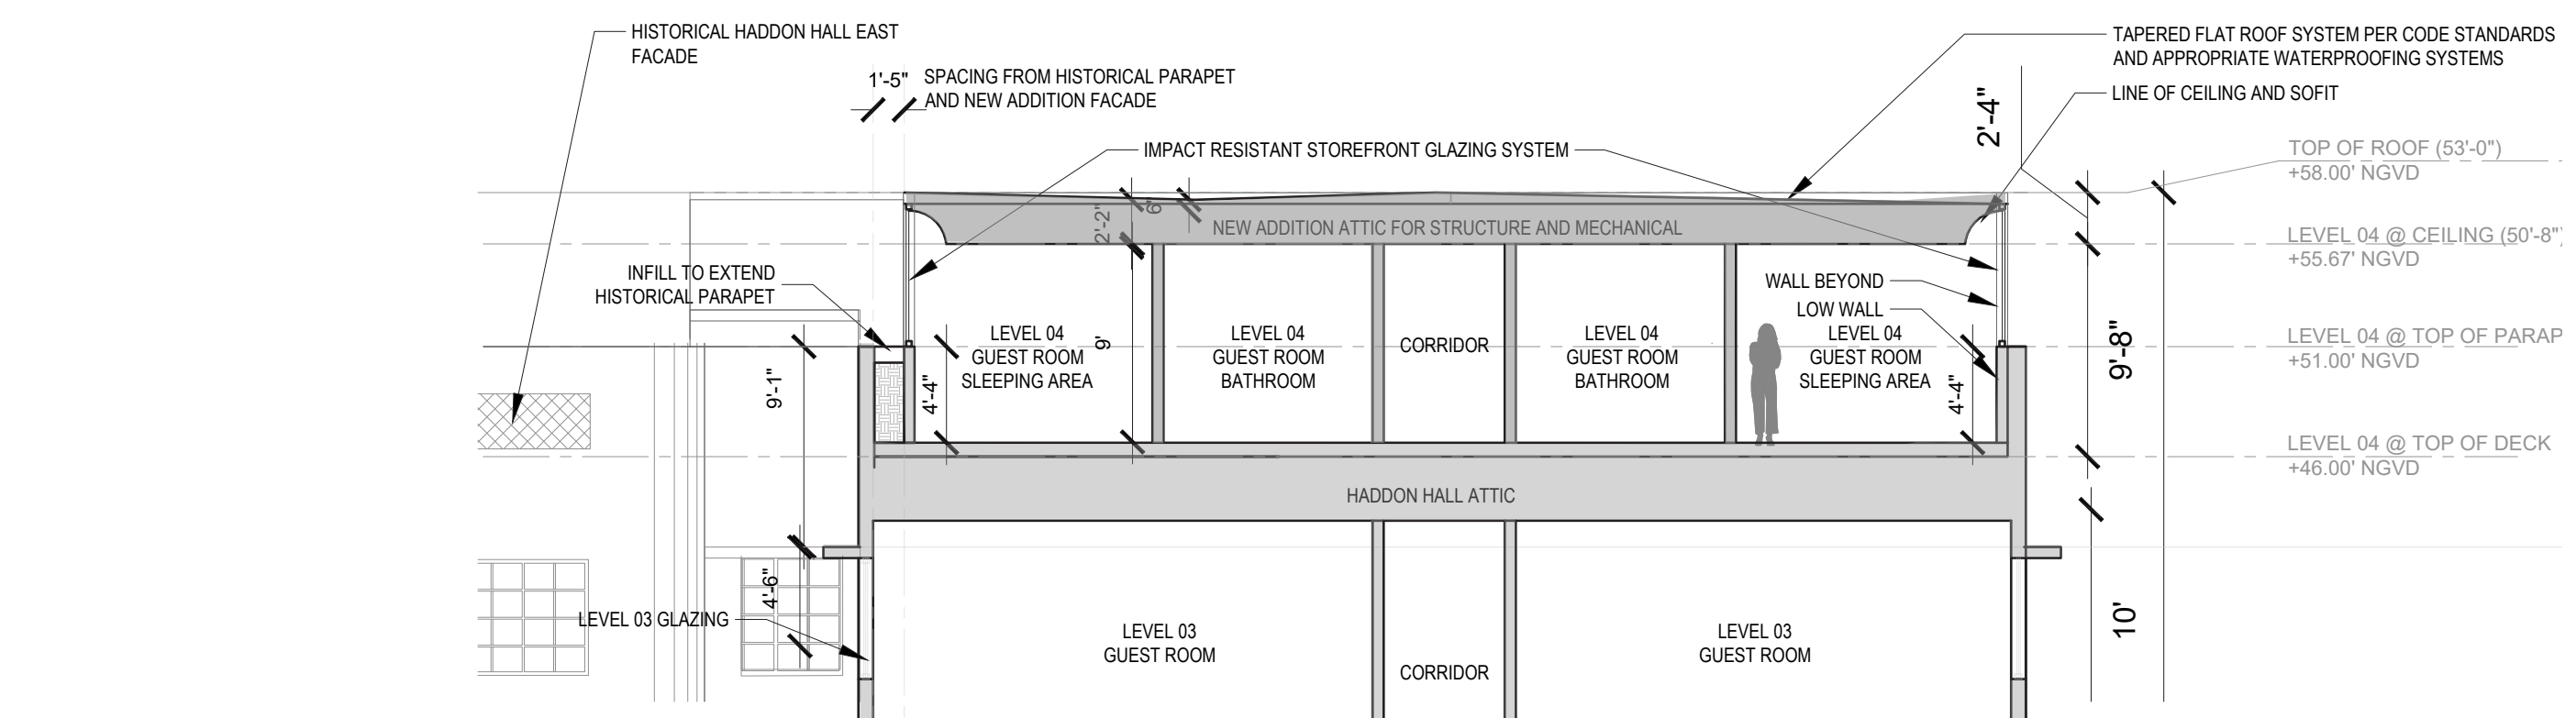 HISTORICAL HADDON HALL EAST
FACADE
1'-5"
SPACING FROM HISTORICAL PARAPET
AND NEW ADDITION FACADE
TAPERED FLAT ROOF SYSTEM PER CODE STANDARDS
AND APPROPRIATE WATERPROOFING SYSTEMS
LINE OF CEILING AND SOFIT
2'-4"
IMPACT RESISTANT STOREFRONT GLAZING SYSTEM
TOP OF ROOF (53'-0")
+58.00' NGVD
2'-2"
6"
NEW ADDITION ATTIC FOR STRUCTURE AND MECHANICAL
LEVEL 04 @ CEILING (50'-8")
+55.67' NGVD
INFILL TO EXTEND
HISTORICAL PARAPET
WALL BEYOND
LOW WALL
LEVEL 04
GUEST ROOM
SLEEPING AREA
9'
LEVEL 04
GUEST ROOM
BATHROOM
CORRIDOR
LEVEL 04
GUEST ROOM
BATHROOM
LEVEL 04
GUEST ROOM
SLEEPING AREA
9'-8"
LEVEL 04 @ TOP OF PARAP
+51.00' NGVD
9'-1"
4'-4"
4'-4"
LEVEL 04 @ TOP OF DECK
+46.00' NGVD
HADDON HALL ATTIC
4'-6"
LEVEL 03 GLAZING
LEVEL 03
GUEST ROOM
CORRIDOR
LEVEL 03
GUEST ROOM
10'